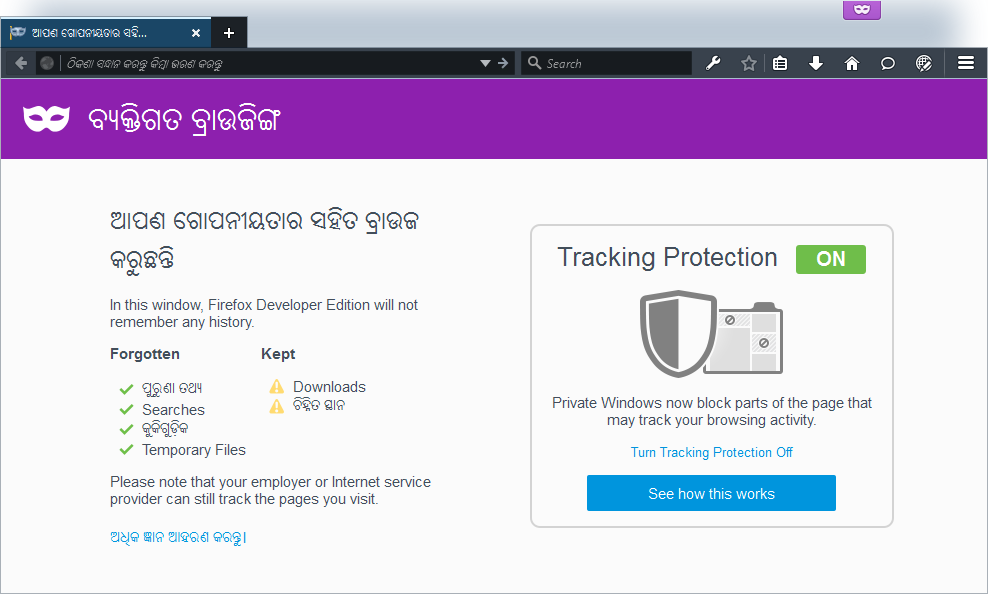 ଆପଣ ଗୋପନୀୟତାର ସହି...
ଠିକଣା ସନ୍ଧାନ କରନ୍ତୁ କିମ୍ବା ଭରଣ କରନ୍ତୁ
Search
ବ୍ୟକ୍ତିଗତ ବ୍ରାଉଜିଙ୍ଗ
ଆପଣ ଗୋପନୀୟତାର ସହିତ ବ୍ରାଉଜ
କରୁଛନ୍ତି
In this window, Firefox Developer Edition will not
remember any history.
Forgotten
Kept
ପୁରୁଣା ତଥ୍ୟ
Searches
କୁକିଗୁଡ଼ିକ
Temporary Files
Downloads
ଚିହ୍ନିତ ସ୍ଥାନ
Please note that your employer or Internet service
provider can still track the pages you visit.
ଅଧିକ ଜ୍ଞାନ ଆହରଣ କରନ୍ତୁ।
Tracking Protection
ON
Private Windows now block parts of the page that
may track your browsing activity.
Turn Tracking Protection Off
See how this works